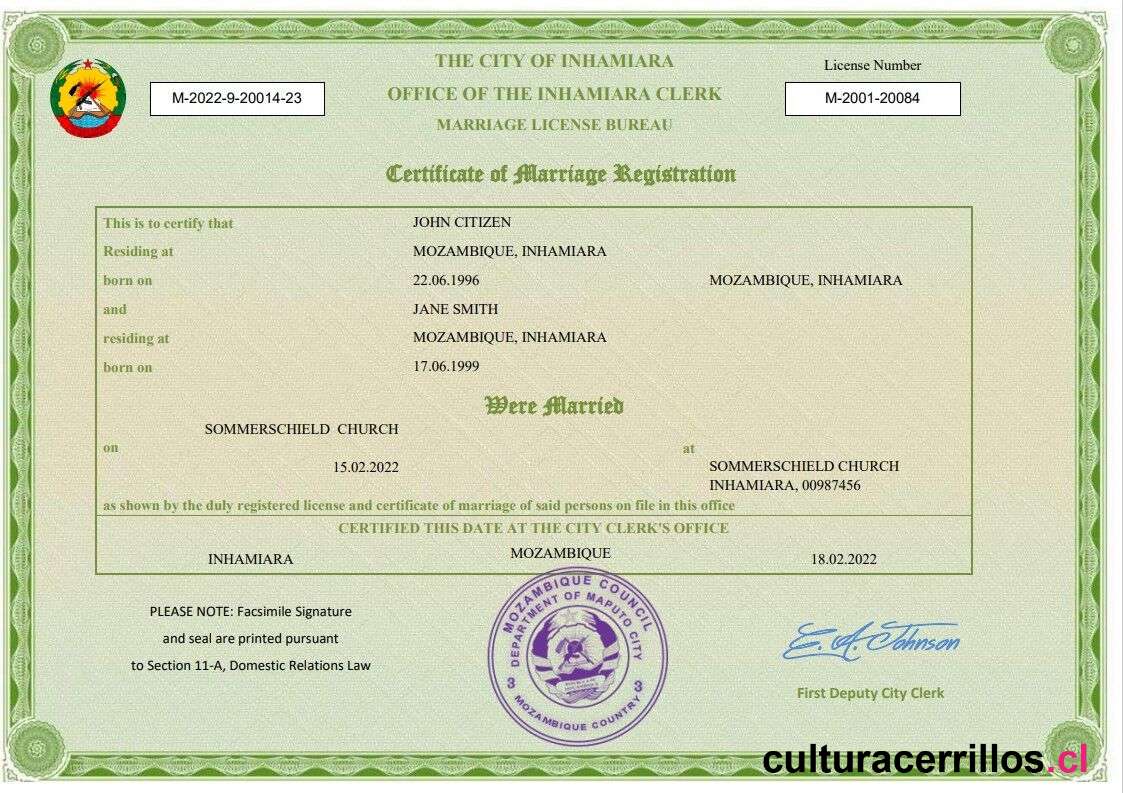 THE CITY OF INHAMIARA
License Number
M-2022-9-20014-23
OFFICE OF THE INHAMIARA CLERK
M-2001-20084
MARRIAGE LICENSE BUREAU
Certificate of Marriage Registration
This is to certify that JOHN CITIZEN
Residing at MOZAMBIQUE, INHAMIARA
born on 22.06.1996 MOZAMBIQUE, INHAMIARA
and JANE SMITH
residing at MOZAMBIQUE, INHAMIARA
born on 17.06.1999
Were Married
SOMMERSCHIELD CHURCH
on at
15.02.2022 SOMMERSCHIELD CHURCH
INHAMIARA, 00987456
as shown by the duly registered license and certificate of marriage of said persons on file in this office
CERTIFIED THIS DATE AT THE CITY CLERK'S OFFICE
INHAMIARA MOZAMBIQUE 18.02.2022
PLEASE NOTE: Facsimile Signature
and seal are printed pursuant
to Section 11-A, Domestic Relations Law
MOZAMBIQUE COUNCIL
DEPARTMENT OF MAPUTO CITY
3 3
MOZAMBIQUE COUNTRY
E. A. Johnson
First Deputy City Clerk
culturacerrillos.cl